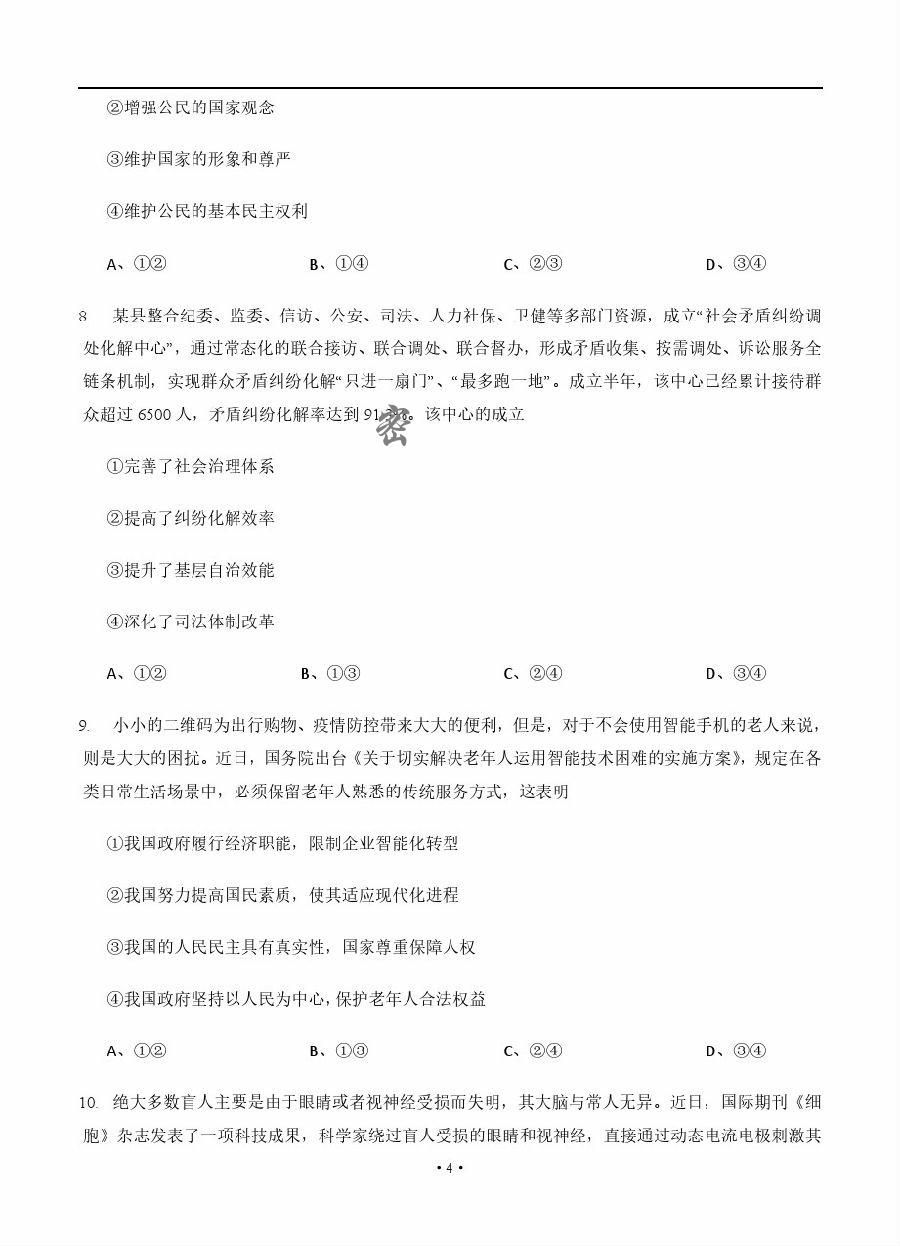 ②增强公民的国家观念
③维护国家的形象和尊严
④维护公民的基本民主权利
A、①② B、①④ C、②③ D、③④
8 某县整合纪委、监委、信访、公安、司法、人力社保、卫健等多部门资源，成立“社会矛盾纠纷调
处化解中心”，通过常态化的联合接访、联合调处、联合督办，形成矛盾收集、按需调处、诉讼服务全
链条机制，实现群众矛盾纠纷化解“只进一扇门”、“最多跑一地”。成立半年，该中心已经累计接待群
众超过 6500 人，矛盾纠纷化解率达到 91.3%。该中心的成立
密
①完善了社会治理体系
②提高了纠纷化解效率
③提升了基层自治效能
④深化了司法体制改革
A、①② B、①③ C、②④ D、③④
9. 小小的二维码为出行购物、疫情防控带来大大的便利，但是，对于不会使用智能手机的老人来说，
则是大大的困扰。近日，国务院出台《关于切实解决老年人运用智能技术困难的实施方案》，规定在各
类日常生活场景中，必须保留老年人熟悉的传统服务方式，这表明
①我国政府履行经济职能，限制企业智能化转型
②我国努力提高国民素质，使其适应现代化进程
③我国的人民民主具有真实性，国家尊重保障人权
④我国政府坚持以人民为中心，保护老年人合法权益
A、①② B、①③ C、②④ D、③④
10. 绝大多数盲人主要是由于眼睛或者视神经受损而失明，其大脑与常人无异。近日，国际期刊《细
胞》杂志发表了一项科技成果，科学家绕过盲人受损的眼睛和视神经，直接通过动态电流电极刺激其
• 4 •